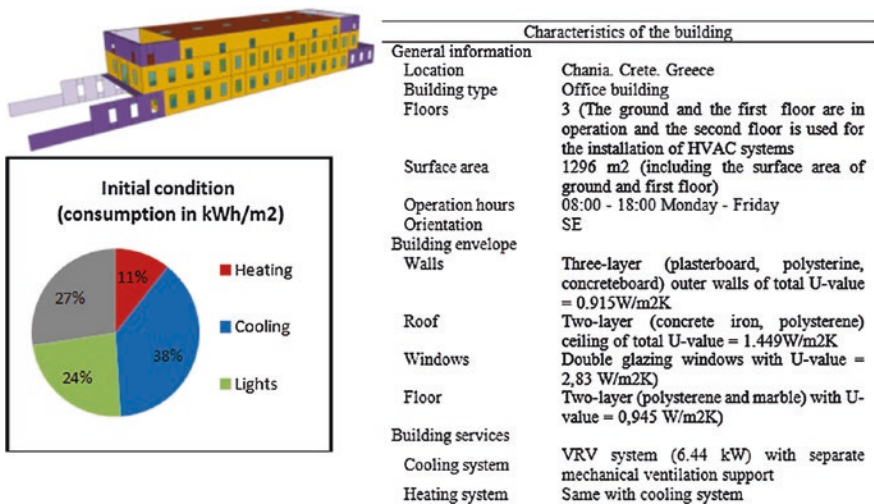 Initial condition
(consumption in kWh/m2)
11%
38%
24%
27%
Heating
Cooling
Lights
Characteristics of the building
General information
Location Chania. Crete. Greece
Building type Office building
Floors 3 (The ground and the first floor are in
operation and the second floor is used for
the installation of HVAC systems
Surface area 1296 m2 (including the surface area of
ground and first floor)
Operation hours 08:00 - 18:00 Monday - Friday
Orientation SE
Building envelope
Walls Three-layer (plasterboard, polysterine,
concreteboard) outer walls of total U-value
= 0.915W/m2K
Roof Two-layer (concrete iron, polysterene)
ceiling of total U-value = 1.449W/m2K
Windows Double glazing windows with U-value =
2,83 W/m2K)
Floor Two-layer (polysterene and marble) with U-
value = 0,945 W/m2K)
Building services
Cooling system VRV system (6.44 kW) with separate
mechanical ventilation support
Heating system Same with cooling system